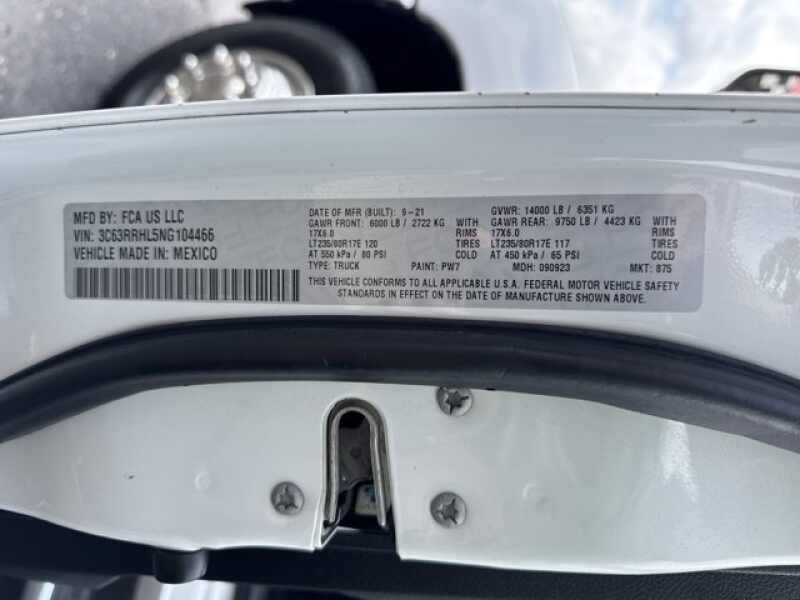 MFD BY: FCA US LLC
VIN: 3C63RRHL5NG104466
VEHICLE MADE IN: MEXICO
DATE OF MFR (BUILT): 9-21 GVWR: 14000 LB / 6351 KG
GAWR FRONT: 6000 LB / 2722 KG GAWR REAR: 9750 LB / 4423 KG
17X6.0 RIMS 17X6.0 RIMS
LT235/80R17E 120 TIRES LT235/80R17E 117 TIRES
AT 550 kPa / 80 PSI COLD AT 450 kPa / 65 PSI COLD
TYPE: TRUCK PAINT: PW7 MDH: 090923 MKT: 875
THIS VEHICLE CONFORMS TO ALL APPLICABLE U.S.A. FEDERAL MOTOR VEHICLE SAFETY
STANDARDS IN EFFECT ON THE DATE OF MANUFACTURE SHOWN ABOVE.